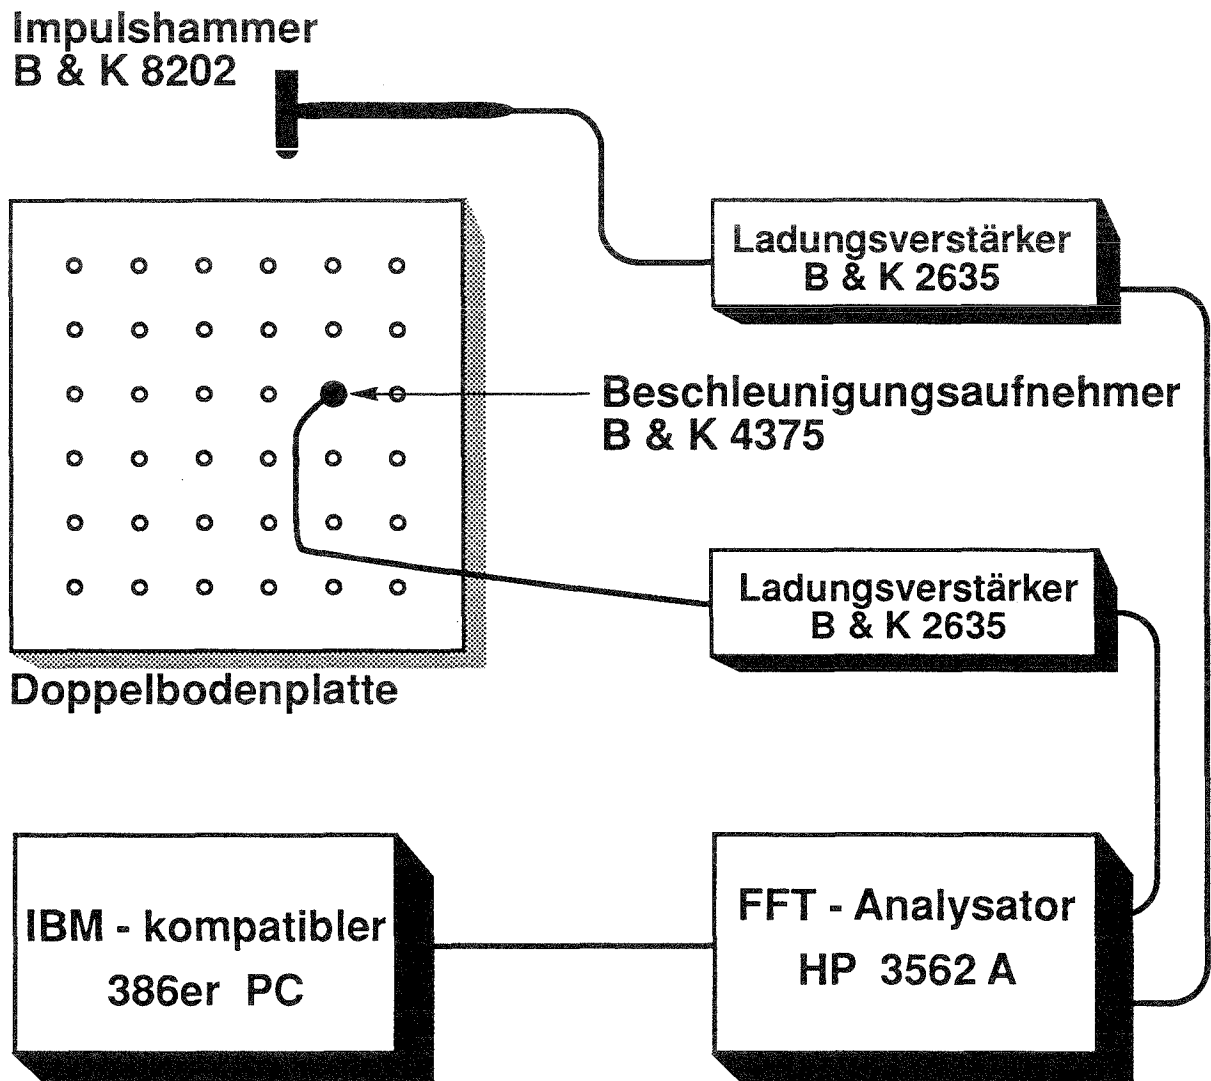 Impulshammer
B & K 8202
Ladungsverstärker
B & K 2635
Beschleunigungsaufnehmer
B & K 4375
Ladungsverstärker
B & K 2635
Doppelbodenplatte
IBM - kompatibler
386er PC
FFT - Analysator
HP 3562 A